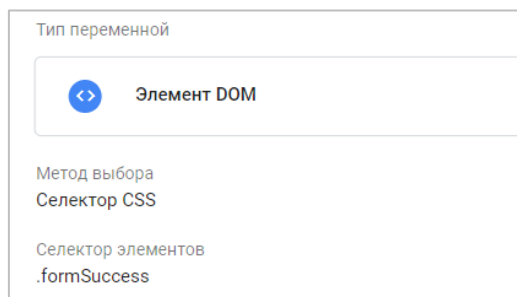 Тип переменной
Элемент DOM
Метод выбора
Селектор CSS
Селектор элементов
.formSuccess